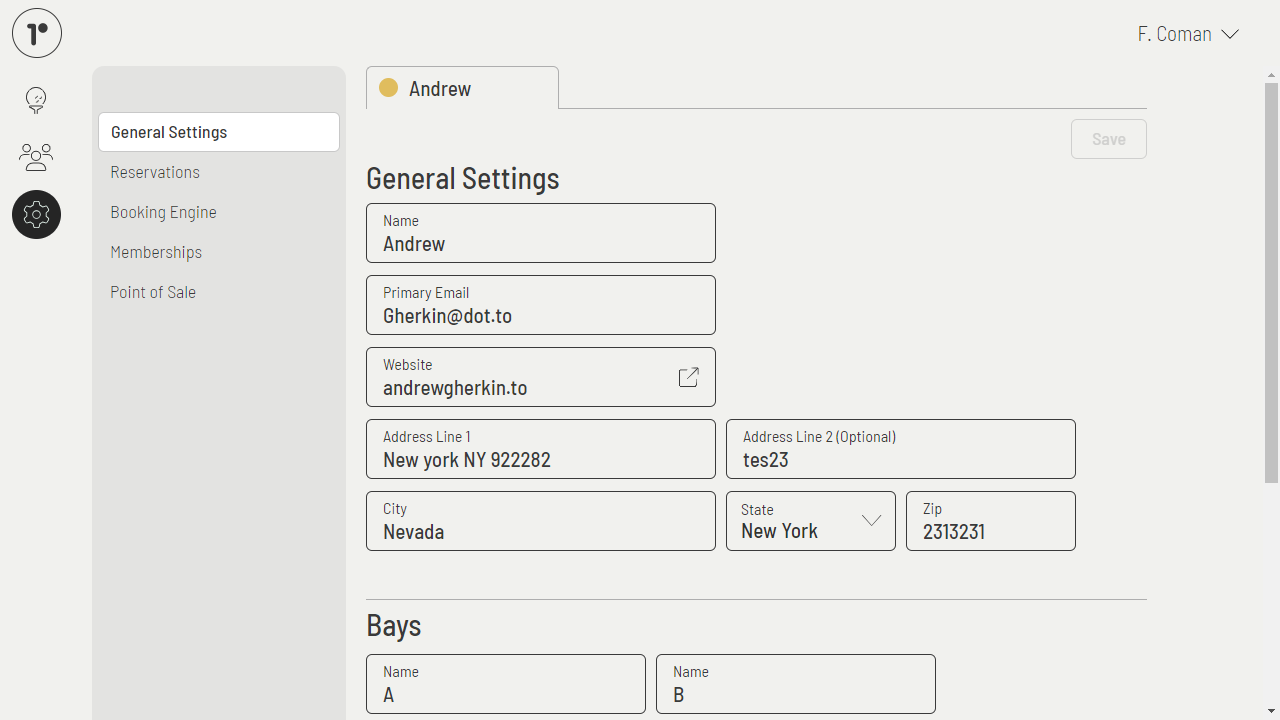 r
F. Coman
Andrew
General Settings
Reservations
Booking Engine
Memberships
Point of Sale
Save
General Settings
Name
Andrew
Primary Email
Gherkin@dot.to
Website
andrewgherkin.to
Address Line 1
New york NY 922282
Address Line 2 (Optional)
tes23
City
Nevada
State
New York
Zip
2313231
Bays
Name
A
Name
B